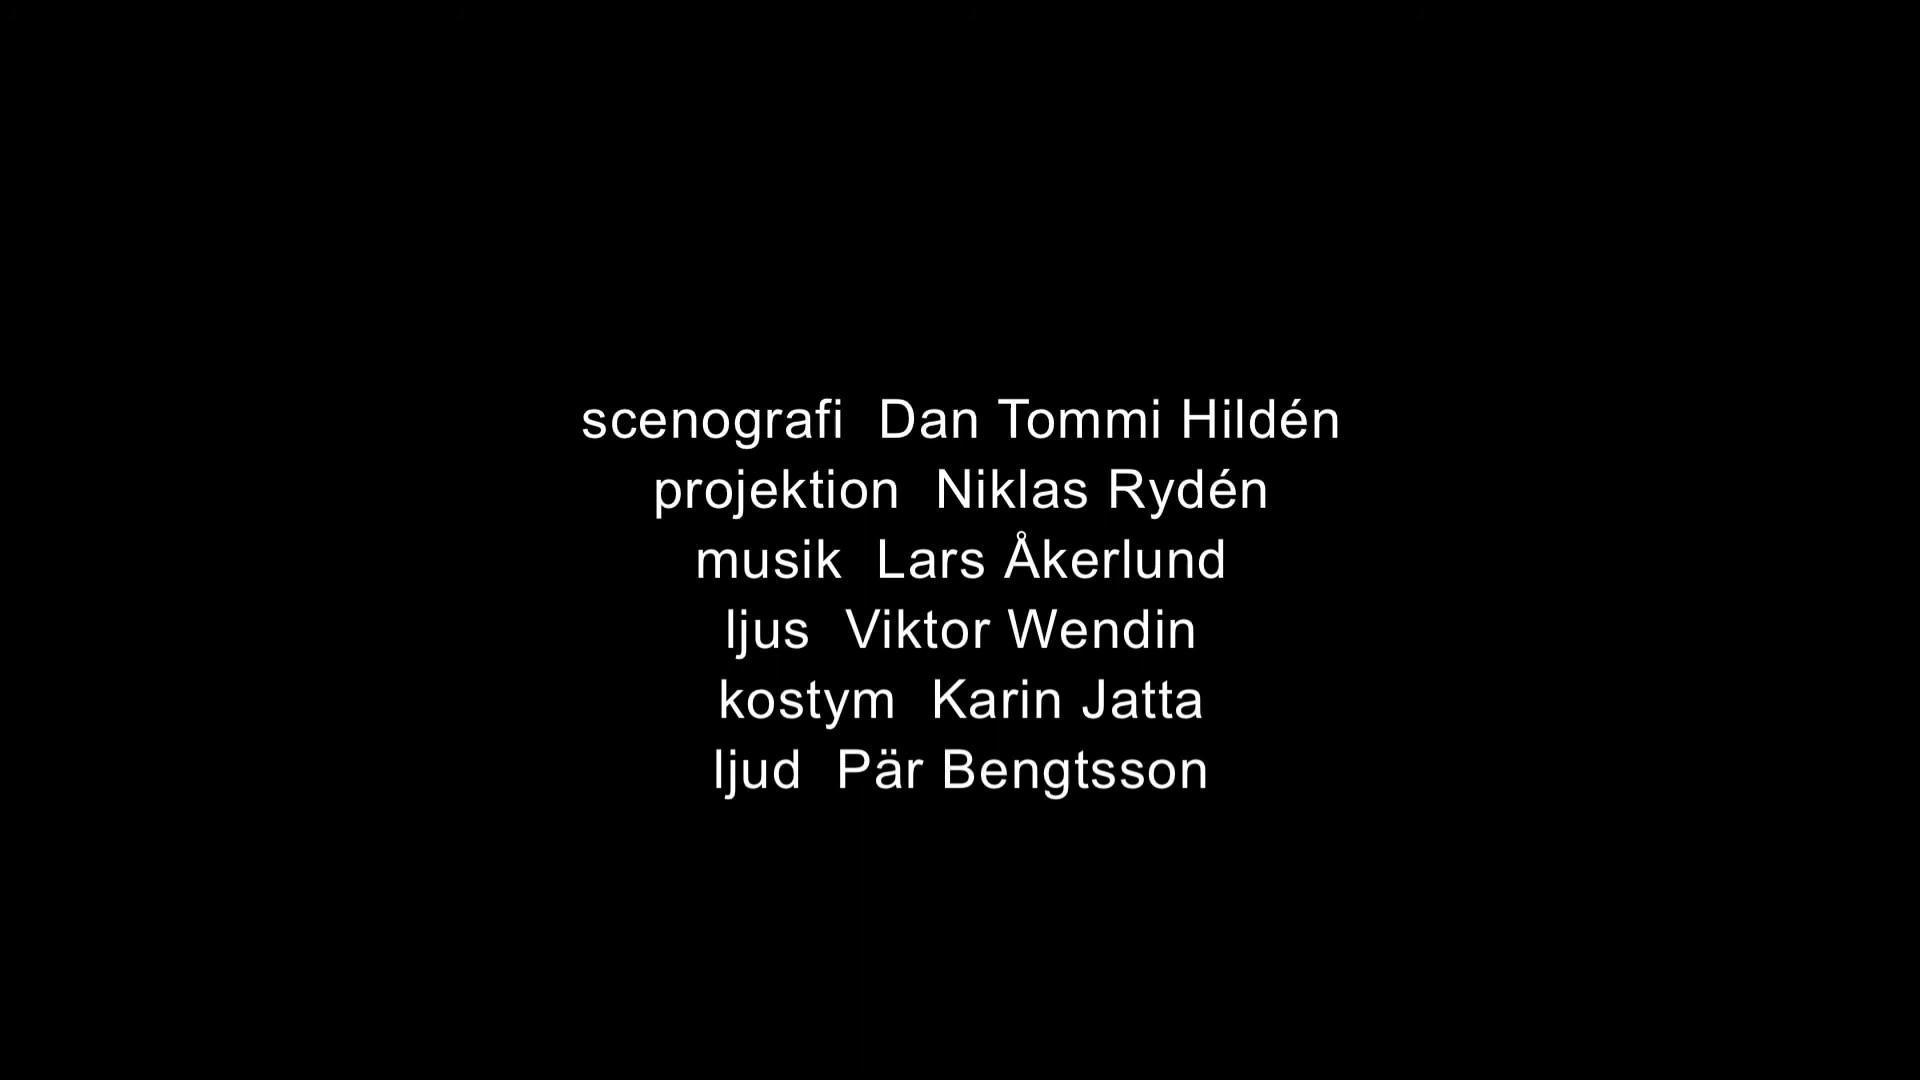 scenografi  Dan Tommi Hildén
projektion  Niklas Rydén
musik  Lars Åkerlund
ljus  Viktor Wendin
kostym  Karin Jatta
ljud  Pär Bengtsson